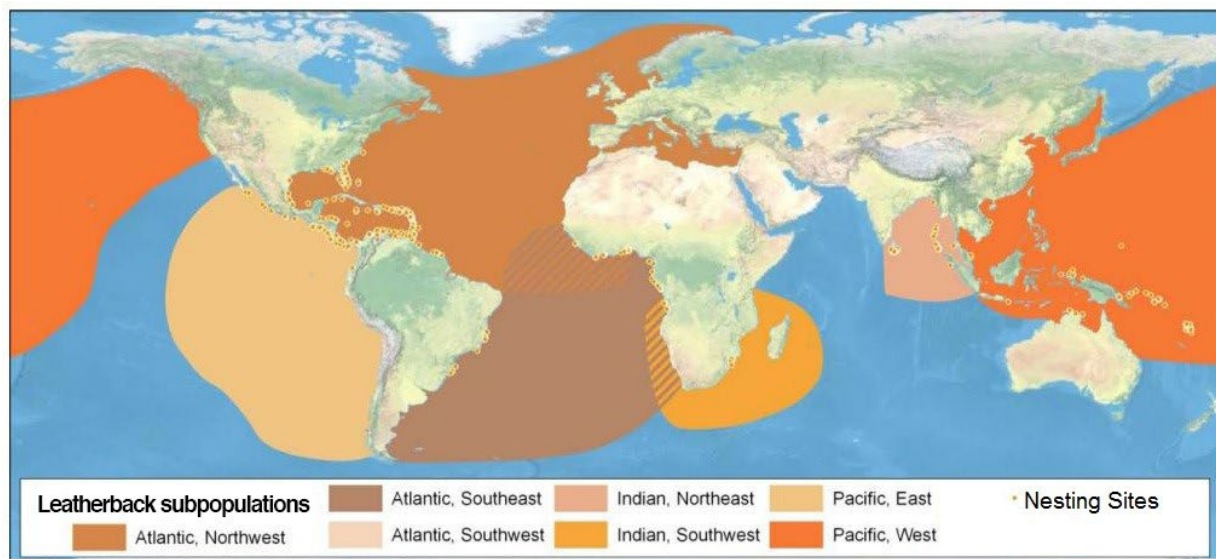 Leatherback subpopulations
Atlantic, Northwest
Atlantic, Southeast
Atlantic, Southwest
Indian, Northeast
Indian, Southwest
Pacific, East
Pacific, West
Nesting Sites